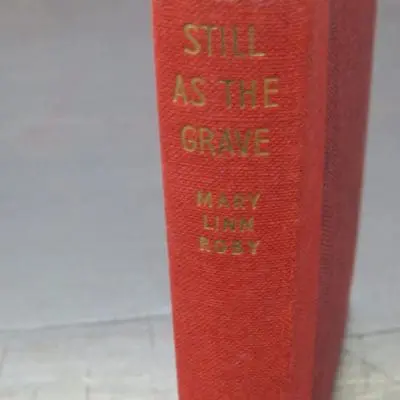 STILL
AS THE
GRAVE
MARY
LINN
ROBY